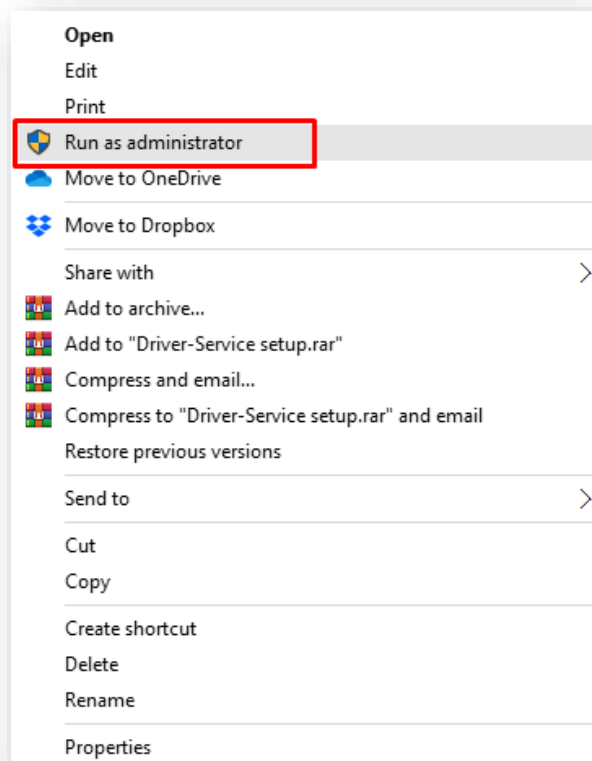 Open
Edit
Print
Run as administrator
Move to OneDrive
Move to Dropbox
Share with
Add to archive...
Add to "Driver-Service setup.rar"
Compress and email...
Compress to "Driver-Service setup.rar" and email
Restore previous versions
Send to
Cut
Copy
Create shortcut
Delete
Rename
Properties